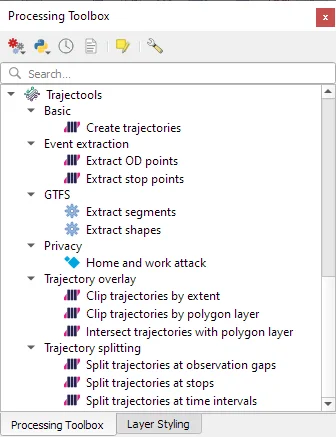 Processing Toolbox
Search...
Trajectools
Basic
Create trajectories
Event extraction
Extract OD points
Extract stop points
GTFS
Extract segments
Extract shapes
Privacy
Home and work attack
Trajectory overlay
Clip trajectories by extent
Clip trajectories by polygon layer
Intersect trajectories with polygon layer
Trajectory splitting
Split trajectories at observation gaps
Split trajectories at stops
Split trajectories at time intervals
Processing Toolbox Layer Styling